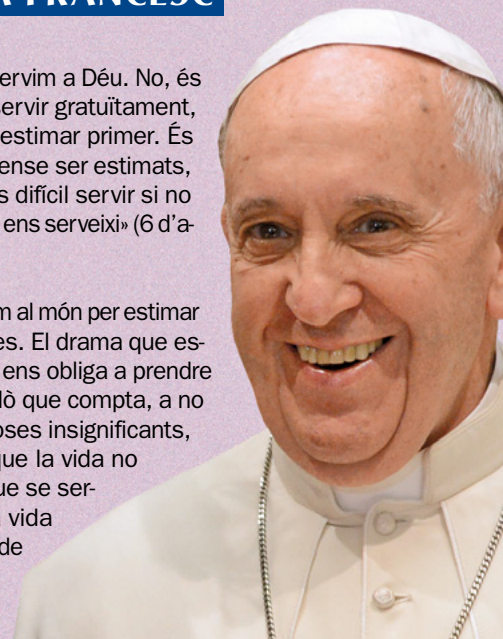 A FRANCESC
ervim a Déu. No, és
servir gratuïtament,
estimar primer. És
ense ser estimats,
s difícil servir si no
ens serveixi» (6 d'a-
m al món per estimar
es. El drama que es-
ens obliga a prendre
lò que compta, a no
oses insignificants,
que la vida no
ue se ser-
vida
de